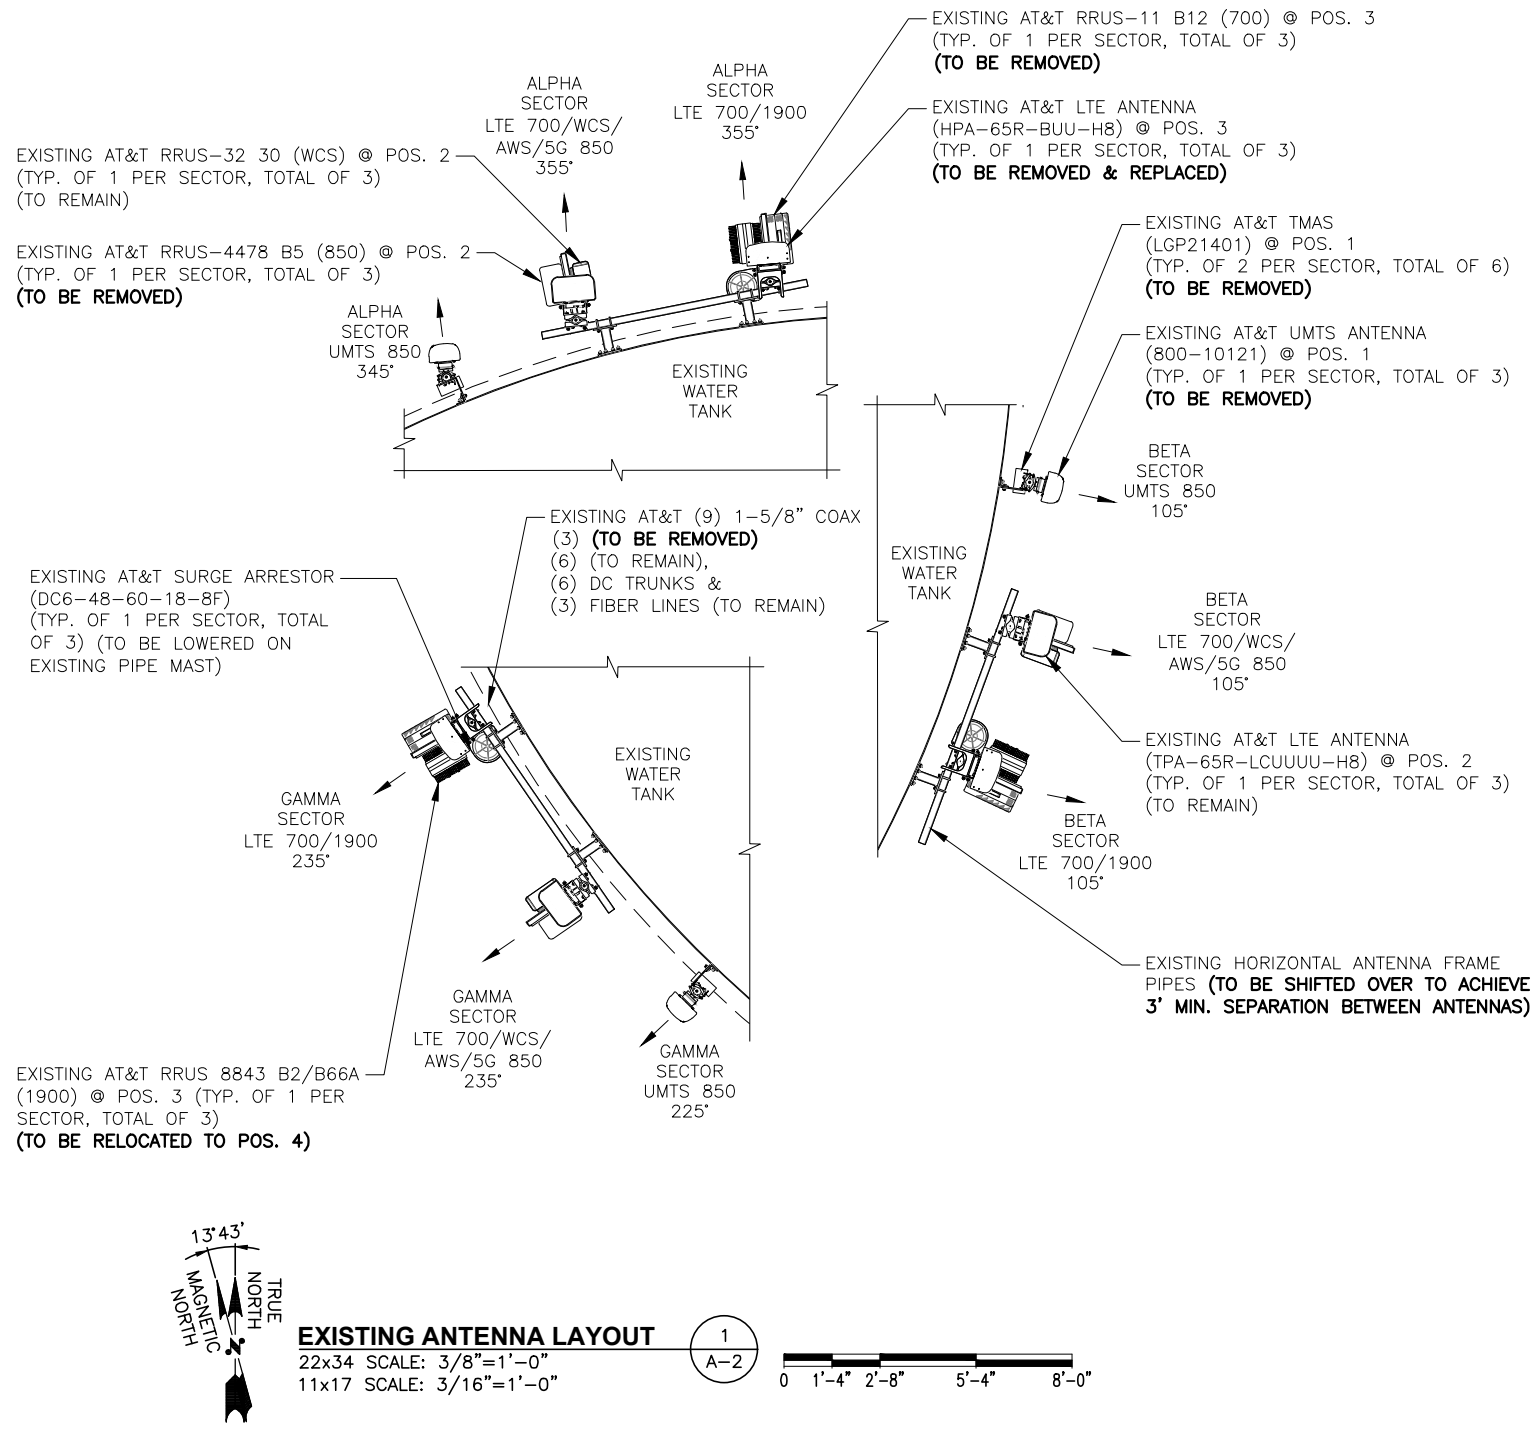 EXISTING AT&T RRUS-11 B12 (700) @ POS. 3
(TYP. OF 1 PER SECTOR, TOTAL OF 3)
(TO BE REMOVED)
ALPHA
SECTOR
LTE 700/1900
355°
ALPHA
SECTOR
LTE 700/WCS/
AWS/5G 850
355°
EXISTING AT&T LTE ANTENNA
(HPA-65R-BUU-H8) @ POS. 3
(TYP. OF 1 PER SECTOR, TOTAL OF 3)
(TO BE REMOVED & REPLACED)
EXISTING AT&T RRUS-32 30 (WCS) @ POS. 2
(TYP. OF 1 PER SECTOR, TOTAL OF 3)
(TO REMAIN)
EXISTING AT&T RRUS-4478 B5 (850) @ POS. 2
(TYP. OF 1 PER SECTOR, TOTAL OF 3)
(TO BE REMOVED)
EXISTING AT&T TMAS
(LGP21401) @ POS. 1
(TYP. OF 2 PER SECTOR, TOTAL OF 6)
(TO BE REMOVED)
ALPHA
SECTOR
UMTS 850
345°
EXISTING AT&T UMTS ANTENNA
(800-10121) @ POS. 1
(TYP. OF 1 PER SECTOR, TOTAL OF 3)
(TO BE REMOVED)
EXISTING
WATER
TANK
BETA
SECTOR
UMTS 850
105°
EXISTING AT&T (9) 1-5/8" COAX
(3) (TO BE REMOVED)
(6) (TO REMAIN),
(6) DC TRUNKS &
(3) FIBER LINES (TO REMAIN)
EXISTING
WATER
TANK
EXISTING AT&T SURGE ARRESTOR
(DC6-48-60-18-8F)
(TYP. OF 1 PER SECTOR, TOTAL
OF 3) (TO BE LOWERED ON
EXISTING PIPE MAST)
BETA
SECTOR
LTE 700/WCS/
AWS/5G 850
105°
EXISTING
WATER
TANK
EXISTING AT&T LTE ANTENNA
(TPA-65R-LCUUUU-H8) @ POS. 2
(TYP. OF 1 PER SECTOR, TOTAL OF 3)
(TO REMAIN)
GAMMA
SECTOR
LTE 700/1900
235°
BETA
SECTOR
LTE 700/1900
105°
EXISTING HORIZONTAL ANTENNA FRAME
PIPES (TO BE SHIFTED OVER TO ACHIEVE
3' MIN. SEPARATION BETWEEN ANTENNAS)
GAMMA
SECTOR
LTE 700/WCS/
AWS/5G 850
235°
GAMMA
SECTOR
UMTS 850
225°
EXISTING AT&T RRUS 8843 B2/B66A
(1900) @ POS. 3 (TYP. OF 1 PER
SECTOR, TOTAL OF 3)
(TO BE RELOCATED TO POS. 4)
13°43'
TRUE
NORTH
MAGNETIC
NORTH
N
EXISTING ANTENNA LAYOUT
22x34 SCALE: 3/8"=1'-0"
11x17 SCALE: 3/16"=1'-0"
1
A-2
0 1'-4" 2'-8" 5'-4" 8'-0"